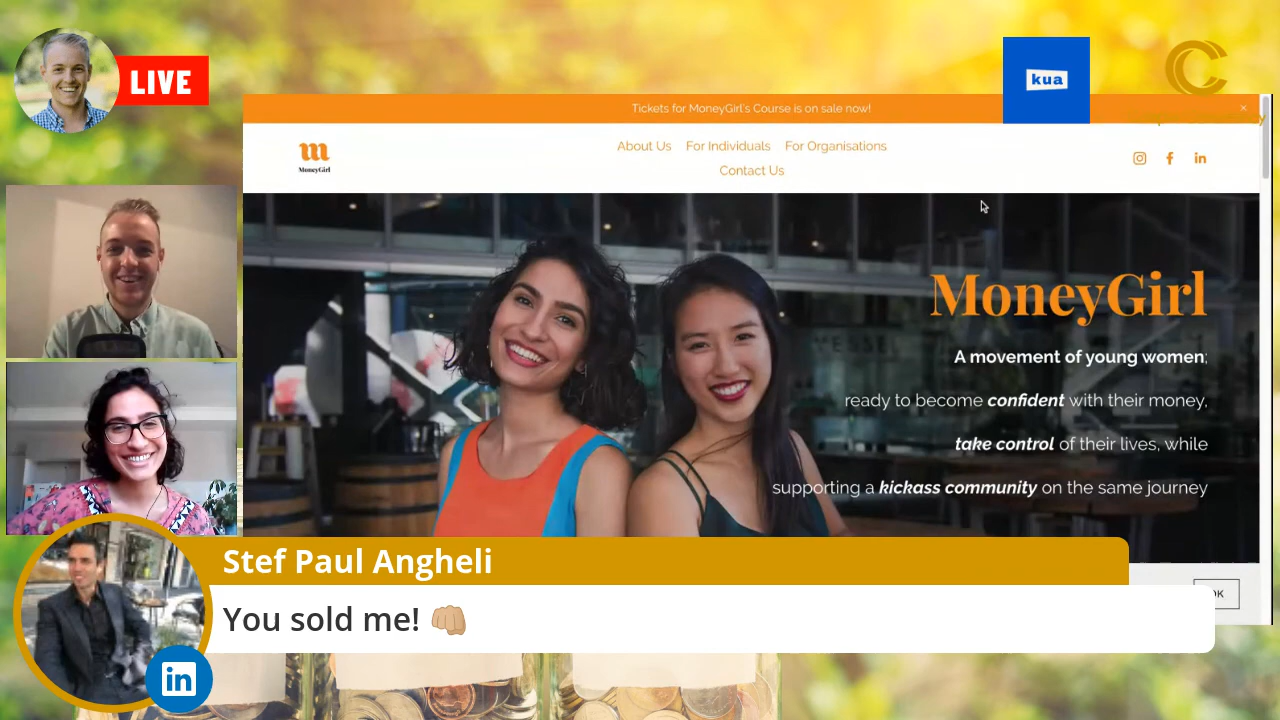 LIVE
kua
C
Tickets for MoneyGirl's Course is on sale now!
×
m
MoneyGirl
About Us For Individuals For Organisations
Contact Us
MoneyGirl
A movement of young women;
ready to become confident with their money,
take control of their lives, while
supporting a kickass community on the same journey
OK
Stef Paul Angheli
You sold me! 👊🏼
in